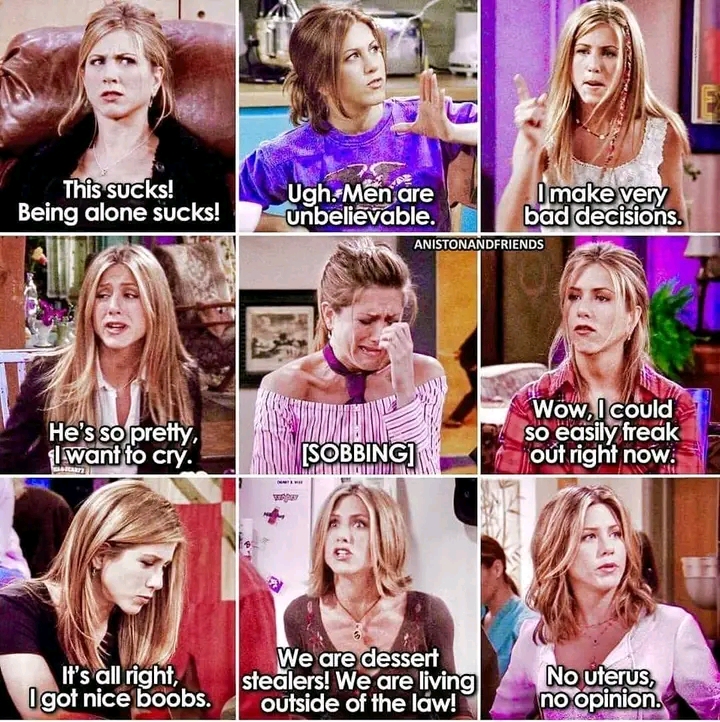 This sucks!
Being alone sucks!
Ugh. Men are
unbelievable.
I make very
bad decisions.
ANISTONANDFRIENDS
He's so pretty,
I want to cry.
[SOBBING]
Wow, I could
so easily freak
out right now.
It's all right,
I got nice boobs.
We are dessert
stealers! We are living
outside of the law!
No uterus,
no opinion.